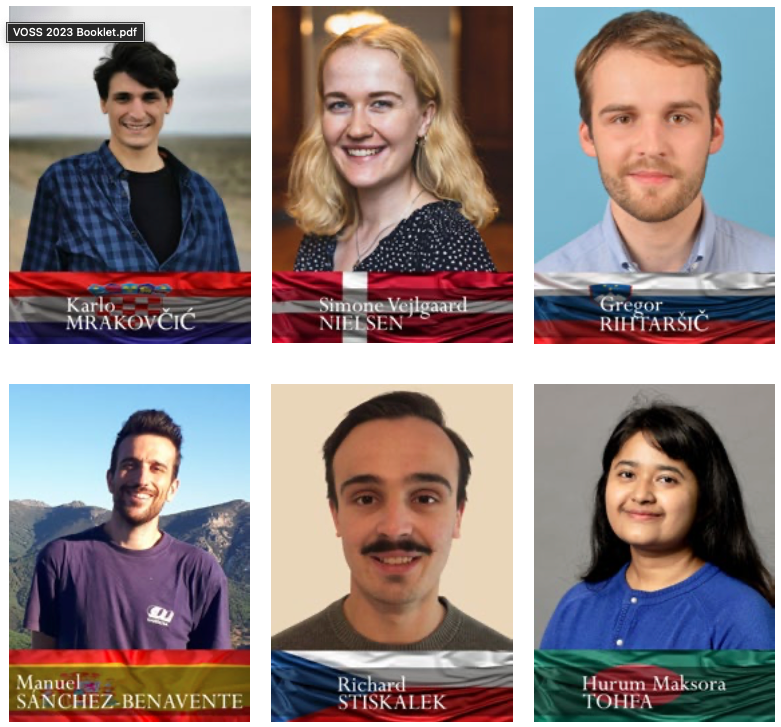 VOSS 2023 Booklet.pdf
Karlo
MRAKOVČIĆ
Simone Vejlgaard
NIELSEN
Gregor
RIHTARŠIČ
Manuel
SANCHEZ-BENAVENTE
Richard
STISKALEK
Hurum Maksora
TOHFA